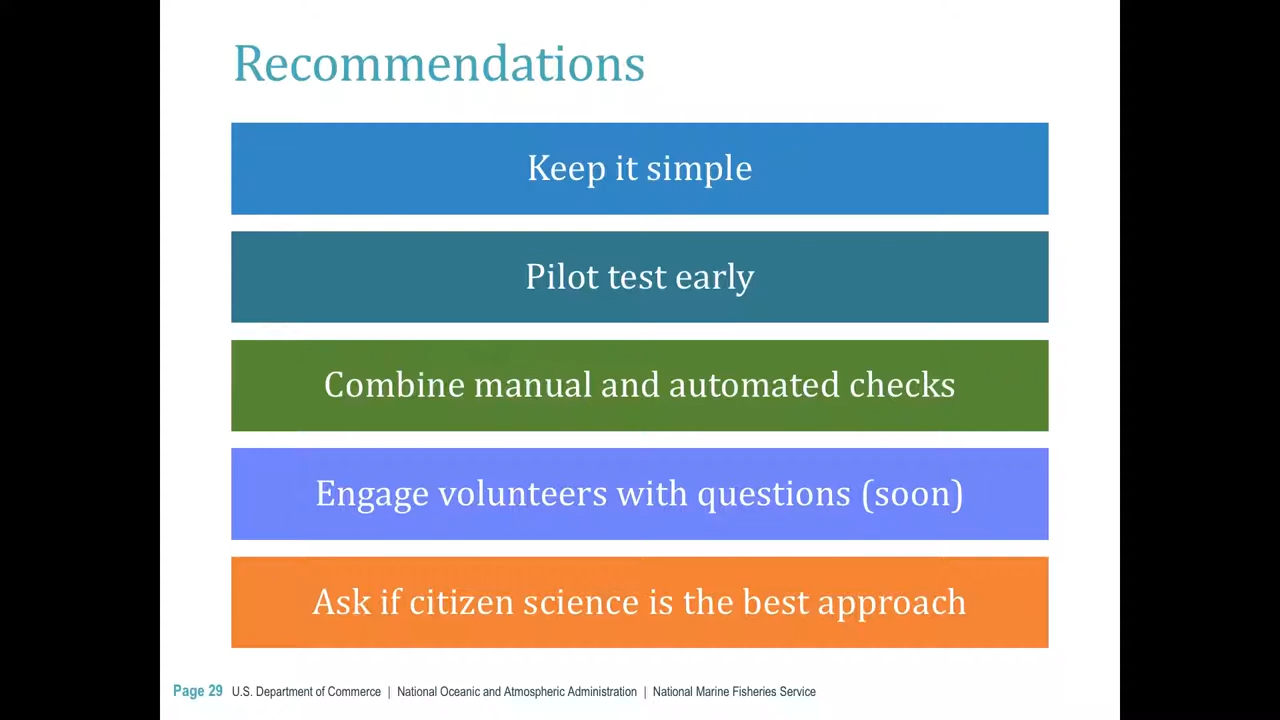 Recommendations
Keep it simple
Pilot test early
Combine manual and automated checks
Engage volunteers with questions (soon)
Ask if citizen science is the best approach
Page 29 U.S. Department of Commerce | National Oceanic and Atmospheric Administration | National Marine Fisheries Service